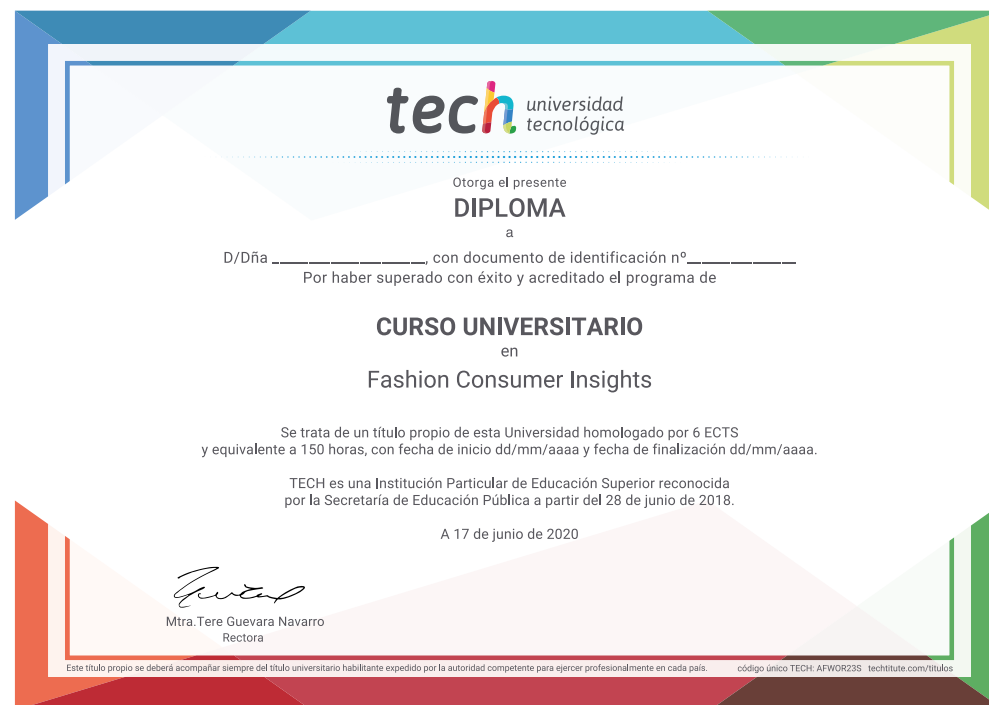 tech universidad
tecnológica
Otorga el presente
DIPLOMA
a
D/Dña ____________________, con documento de identificación nº______________
Por haber superado con éxito y acreditado el programa de
CURSO UNIVERSITARIO
en
Fashion Consumer Insights
Se trata de un título propio de esta Universidad homologado por 6 ECTS
y equivalente a 150 horas, con fecha de inicio dd/mm/aaaa y fecha de finalización dd/mm/aaaa.
TECH es una Institución Particular de Educación Superior reconocida
por la Secretaría de Educación Pública a partir del 28 de junio de 2018.
A 17 de junio de 2020
Mtra.Tere Guevara Navarro
Rectora
Este título propio se deberá acompañar siempre del título universitario habilitante expedido por la autoridad competente para ejercer profesionalmente en cada país. código único TECH: AFWOR23S techtitute.com/titulos